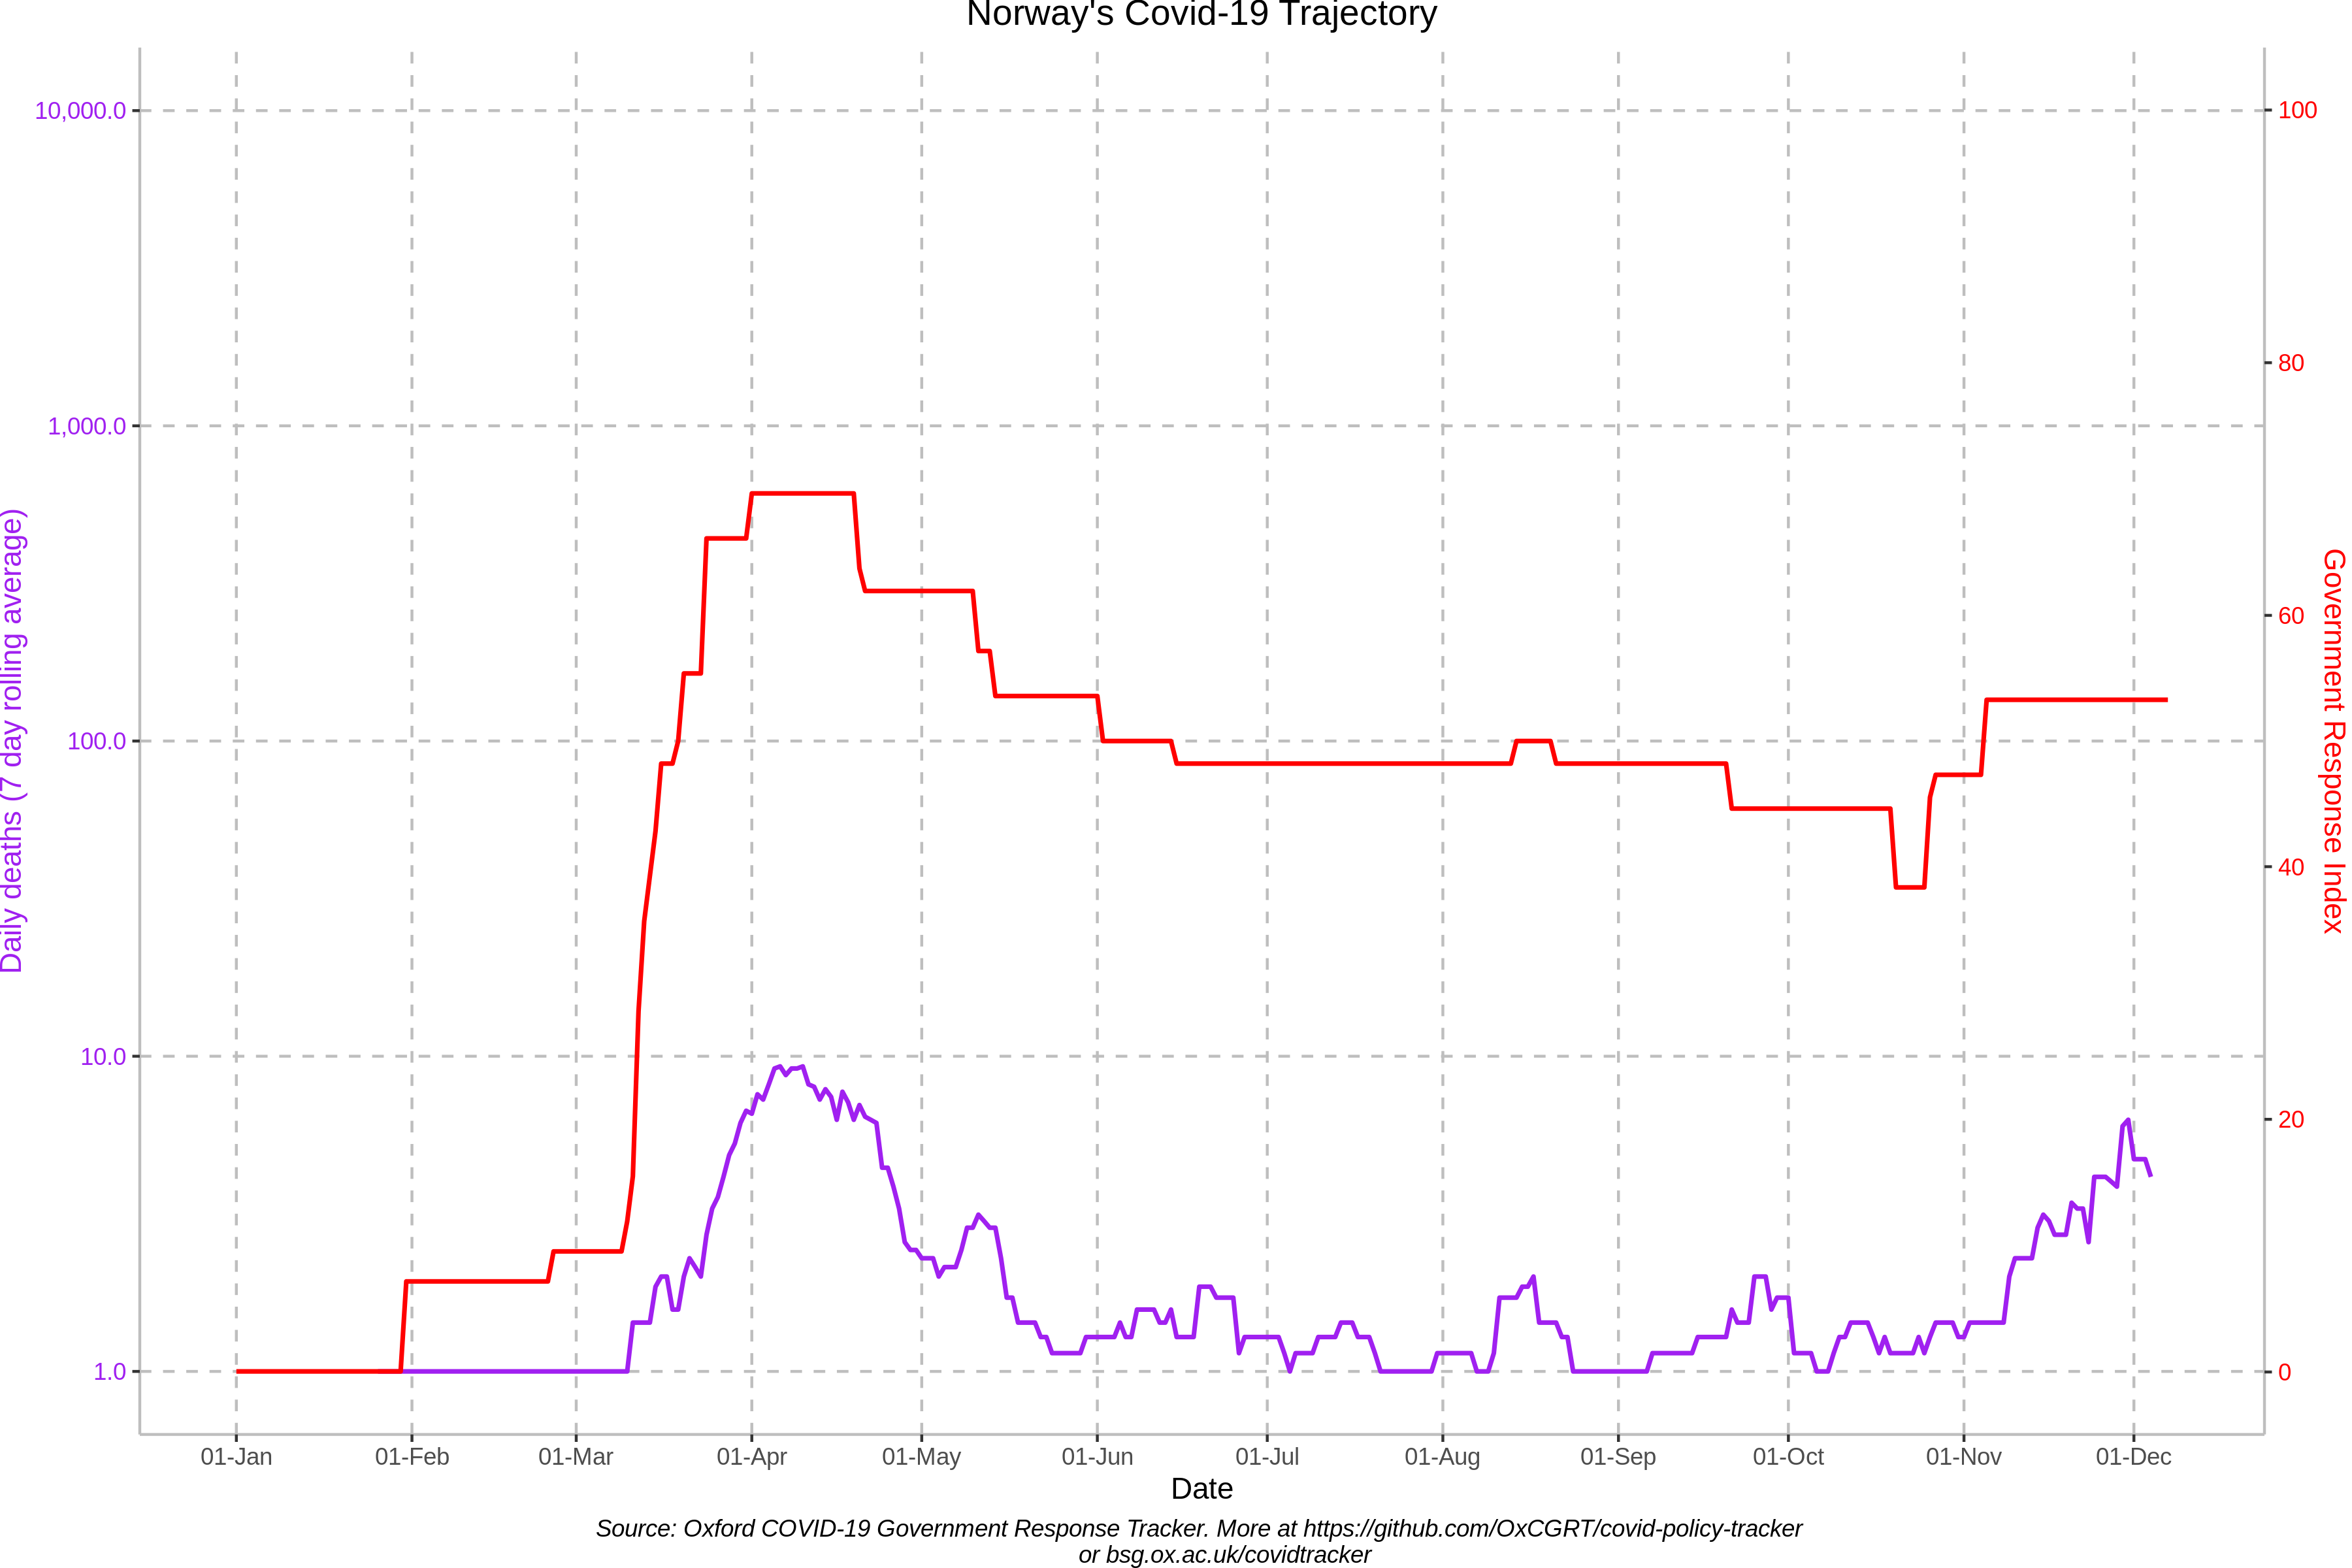 Norway's Covid-19 Trajectory
10,000.0
1,000.0
100.0
10.0
1.0
Daily deaths (7 day rolling average)
100
80
60
40
20
0
Government Response Index
01-Jan 01-Feb 01-Mar 01-Apr 01-May 01-Jun 01-Jul 01-Aug 01-Sep 01-Oct 01-Nov 01-Dec
Date
Source: Oxford COVID-19 Government Response Tracker. More at https://github.com/OxCGRT/covid-policy-tracker
or bsg.ox.ac.uk/covidtracker